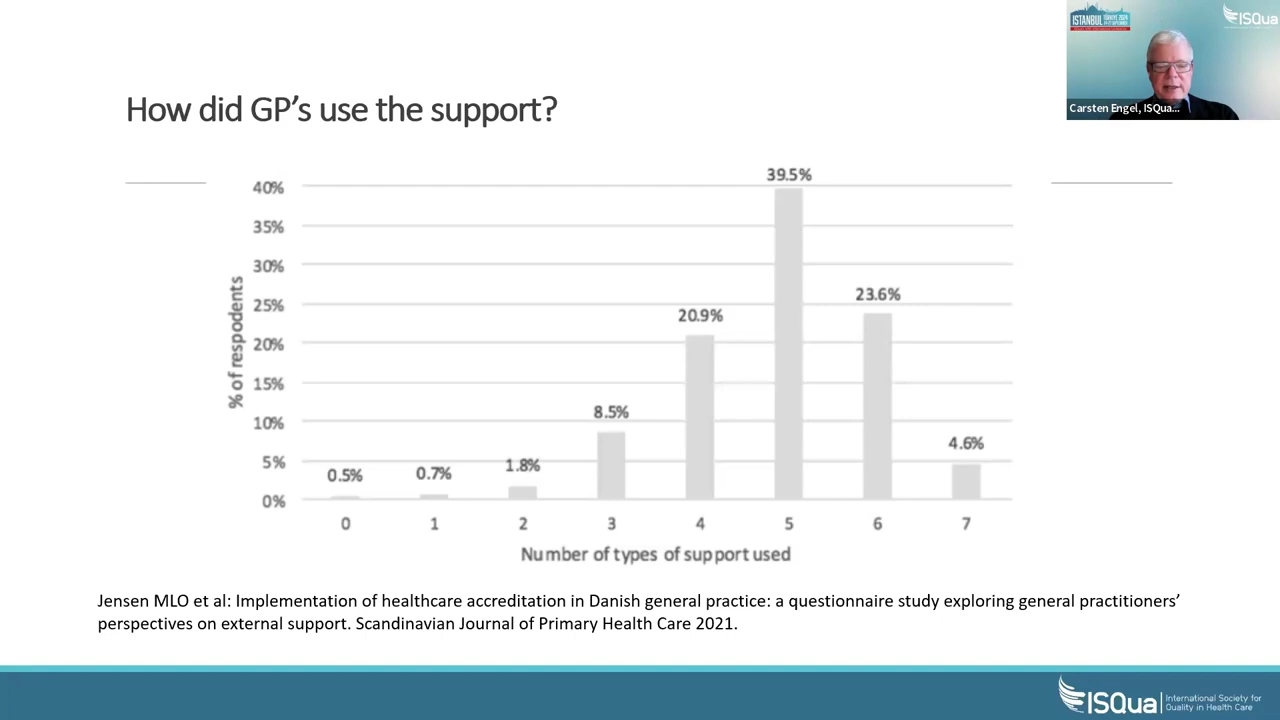 ISTANBUL
ISQua
Carsten Engel, ISQua...
How did GP’s use the support?
% of respodents
40%
35%
30%
25%
20%
15%
10%
5%
0%
0.5%
0.7%
1.8%
8.5%
20.9%
39.5%
23.6%
4.6%
0 1 2 3 4 5 6 7
Number of types of support used
Jensen MLO et al: Implementation of healthcare accreditation in Danish general practice: a questionnaire study exploring general practitioners’
perspectives on external support. Scandinavian Journal of Primary Health Care 2021.
ISQua
International Society for
Quality in Health Care